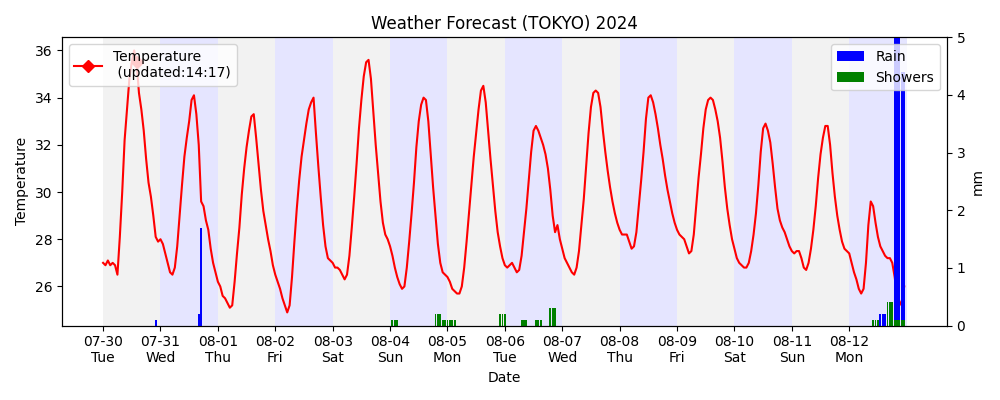 Weather Forecast (TOKYO) 2024
Temperature
(updated:14:17)
Rain
Showers
Temperature
36
34
32
30
28
26
5
4
3
2
1
0
mm
07-30 07-31 08-01 08-02 08-03 08-04 08-05 08-06 08-07 08-08 08-09 08-10 08-11 08-12
Tue Wed Thu Fri Sat Sun Mon Tue Wed Thu Fri Sat Sun Mon
Date